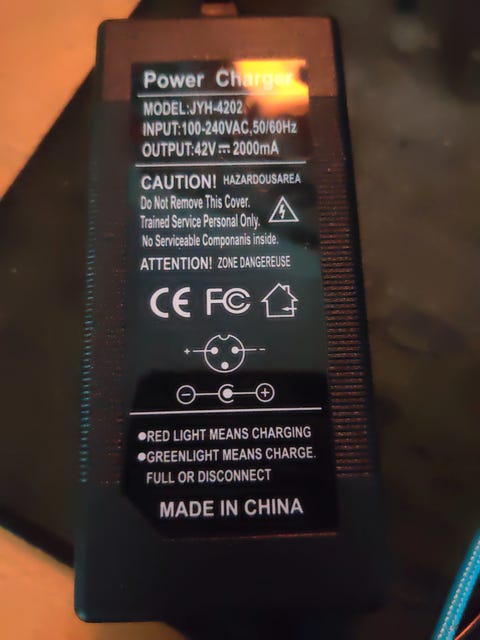 Power Charger
MODEL:JYH-4202
INPUT:100-240VAC,50/60Hz
OUTPUT:42V⎓2000mA
CAUTION! HAZARDOUSAREA
Do Not Remove This Cover.
Trained Service Personal Only.
No Serviceable Componanis inside.
ATTENTION! ZONE DANGEREUSE
CE FC
+ -
- +
●RED LIGHT MEANS CHARGING
●GREENLIGHT MEANS CHARGE.
FULL OR DISCONNECT
MADE IN CHINA